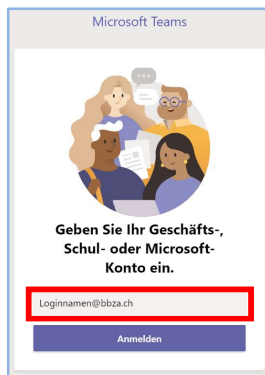 Microsoft Teams
Geben Sie Ihr Geschäfts-,
Schul- oder Microsoft-
Konto ein.
Loginnamen@bbza.ch
Anmelden